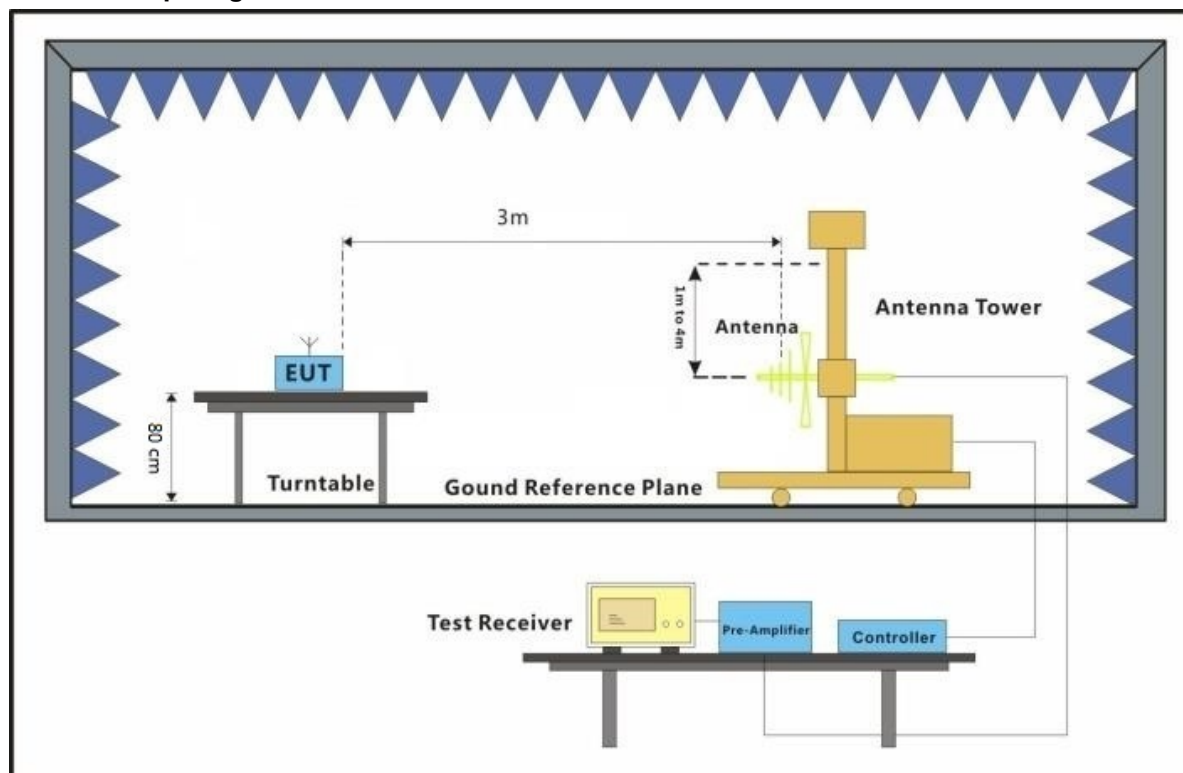 3m
1m to 4m
Antenna
Antenna Tower
EUT
80 cm
Turntable
Gound Reference Plane
Test Receiver
Pre-Amplifier
Controller